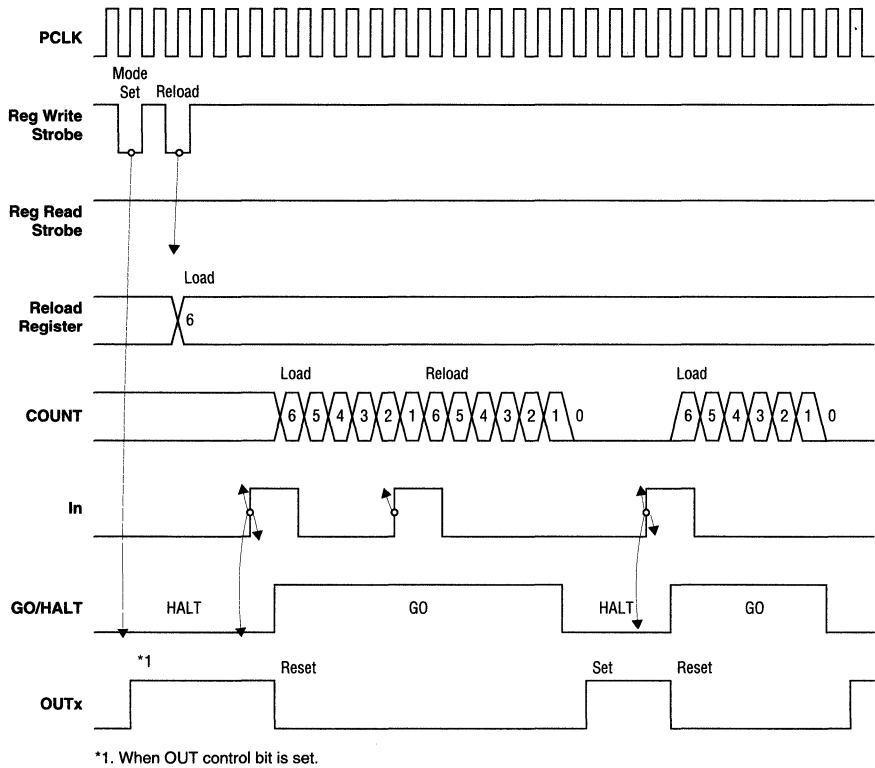 PCLK
Mode
Set Reload
Reg Write
Strobe
Reg Read
Strobe
Load
Reload
Register
6
Load Reload Load
COUNT
6 5 4 3 2 1 6 5 4 3 2 1 0 6 5 4 3 2 1 0
In
GO/HALT
HALT GO HALT GO
*1
Reset Set Reset
OUTx
*1. When OUT control bit is set.